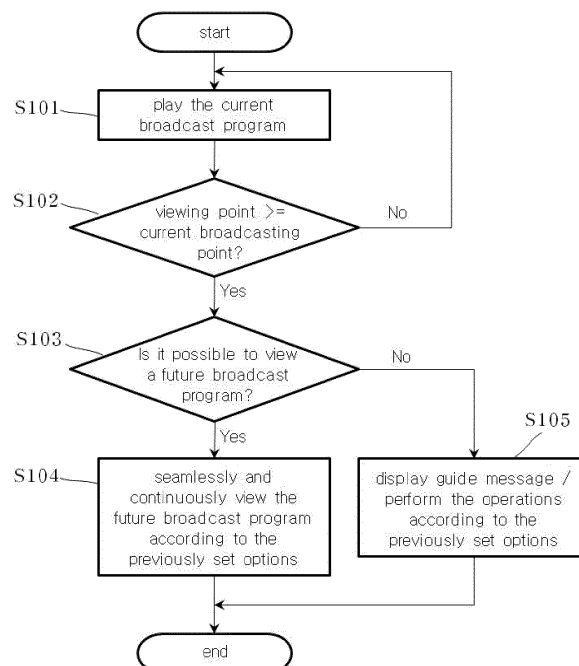 start
S101
play the current
broadcast program
S102
viewing point >=
current broadcasting
point?
No
Yes
S103
Is it possible to view
a future broadcast
program?
No
Yes
S104
seamlessly and
continuously view the
future broadcast program
according to the
previously set options
S105
display guide message /
perform the operations
according to the
previously set options
end